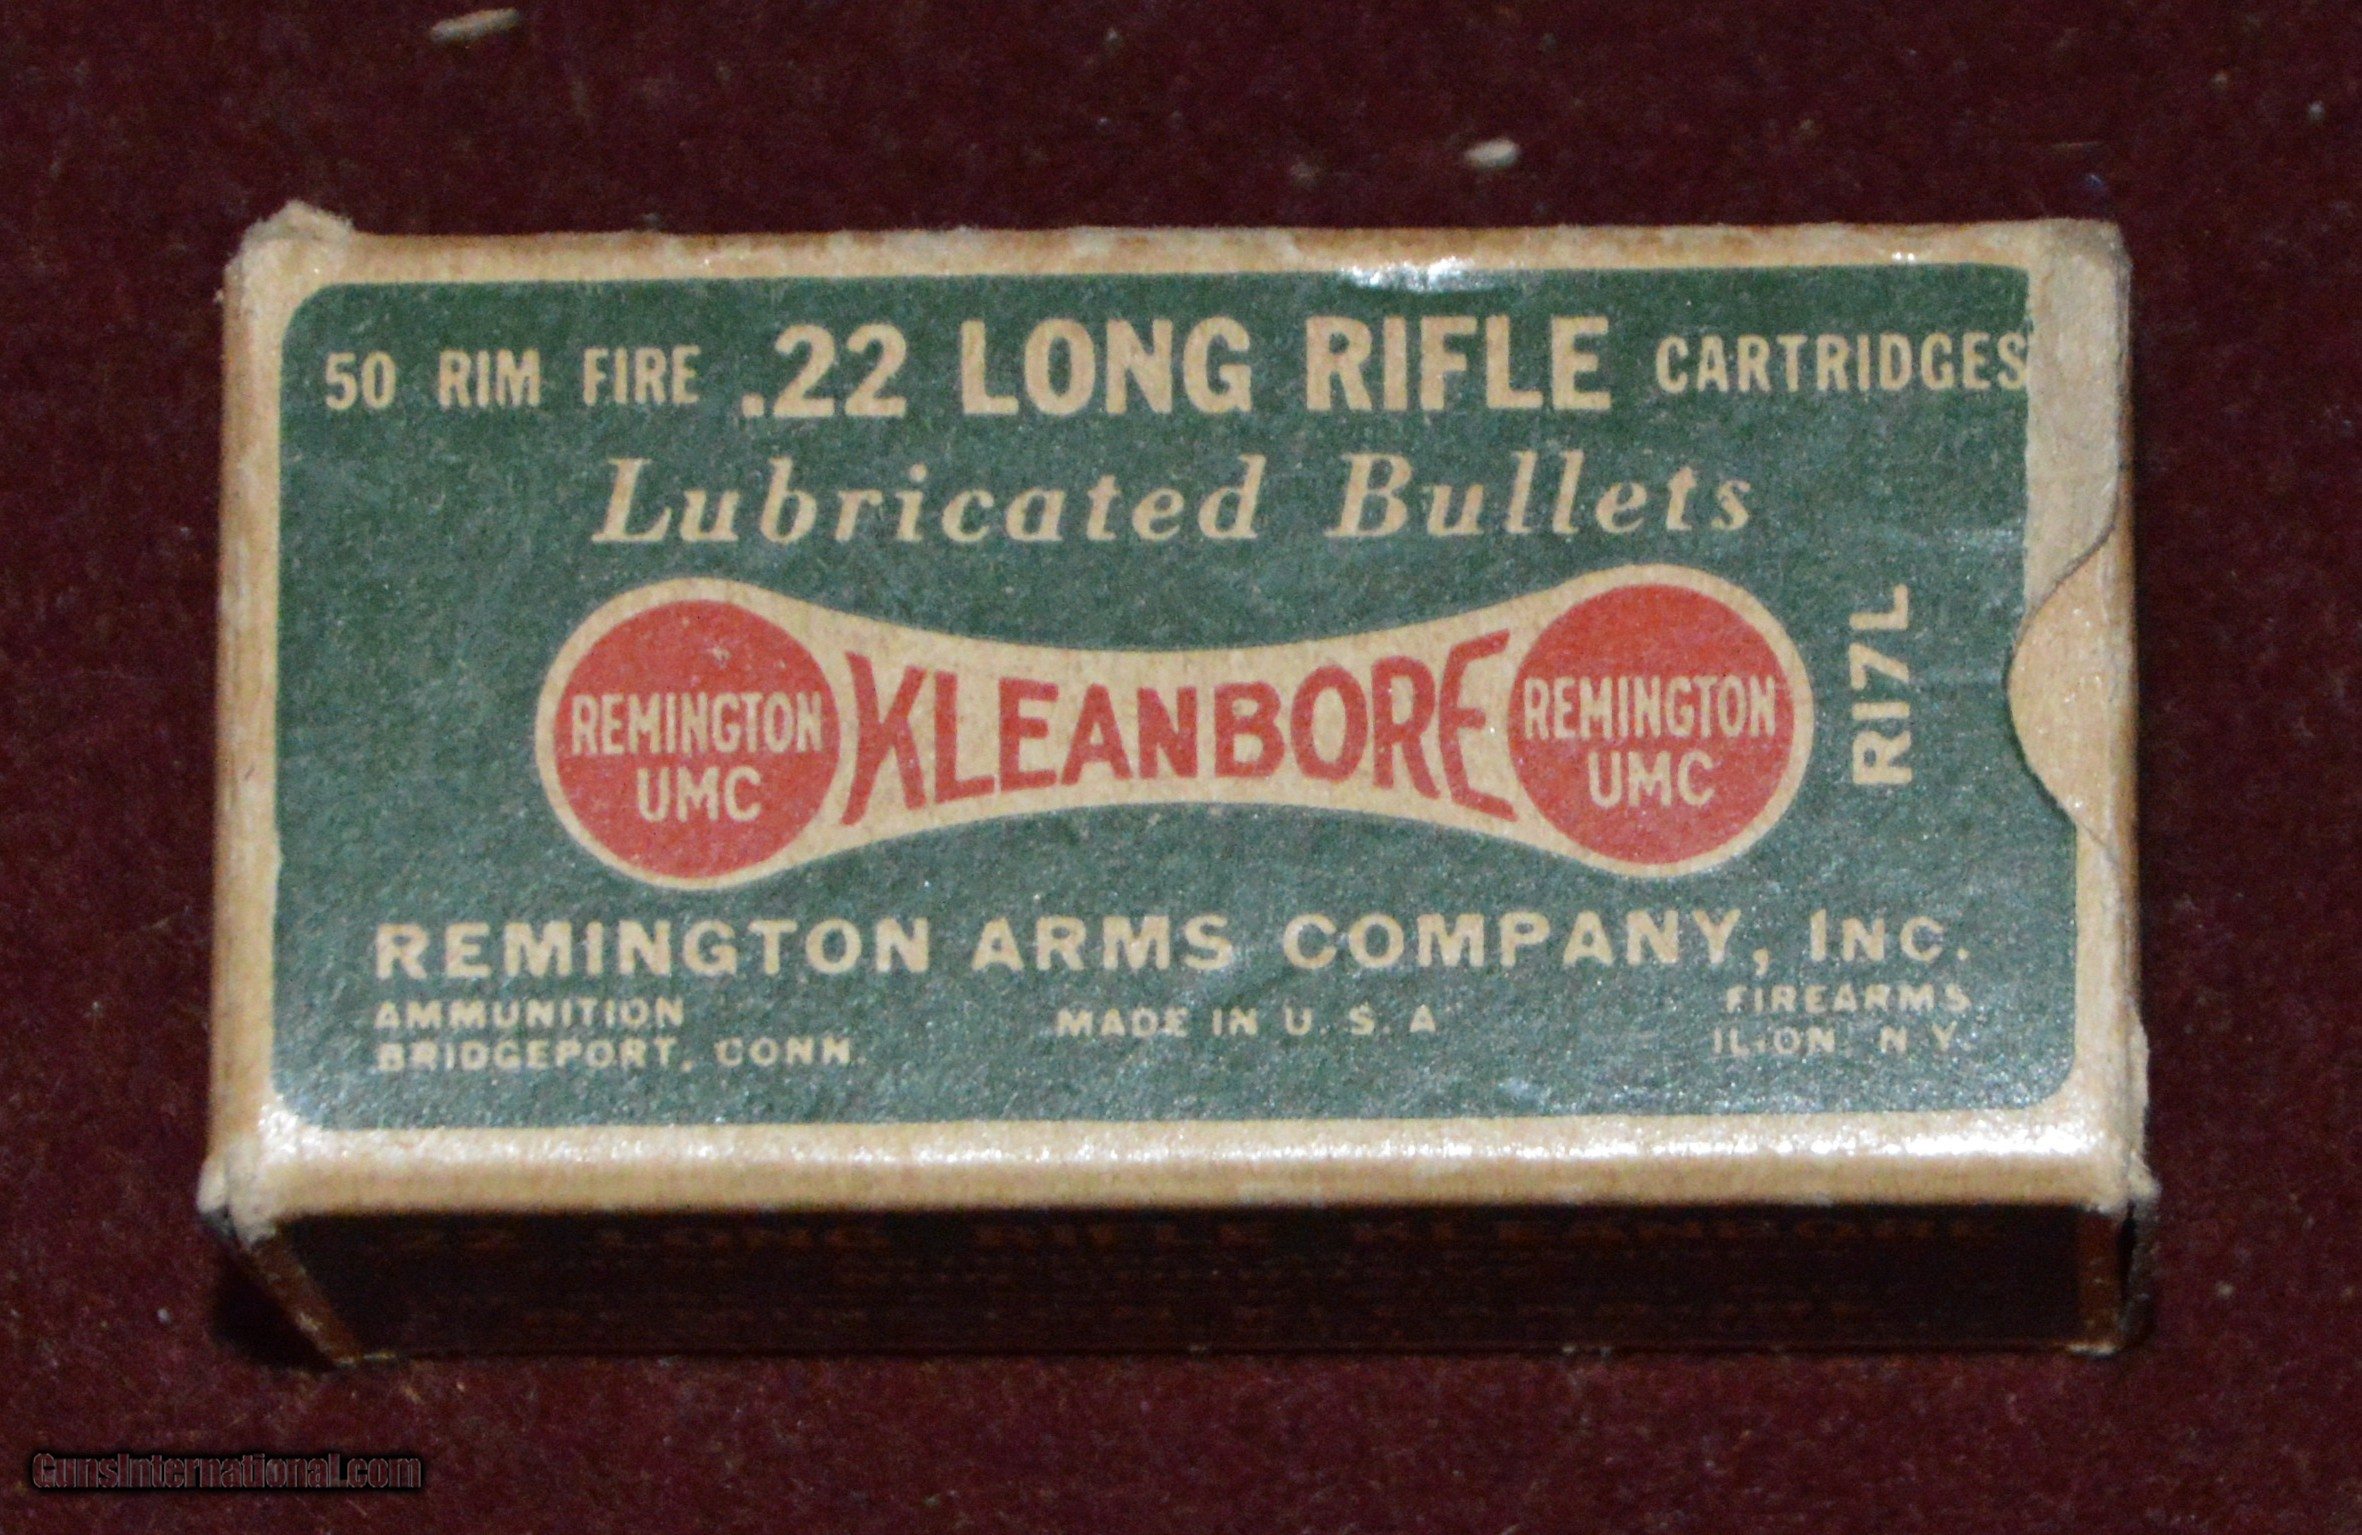 50 RIM FIRE .22 LONG RIFLE CARTRIDGES
Lubricated Bullets
REMINGTON UMC
KLEANBORE
REMINGTON UMC
R17L
REMINGTON ARMS COMPANY, INC.
AMMUNITION
BRIDGEPORT, CONN.
MADE IN U. S. A
FIREARMS
ILION N Y.
GunsInternational.com